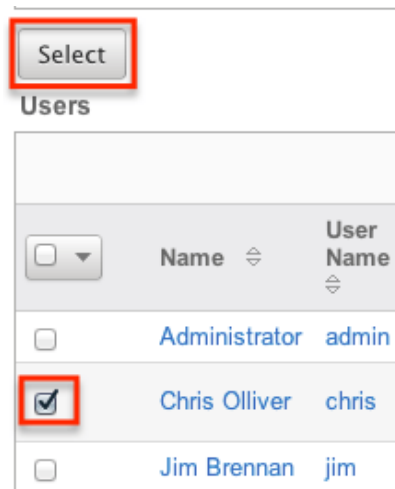 Select
Users
Name User Name
Administrator admin
Chris Olliver chris
Jim Brennan jim